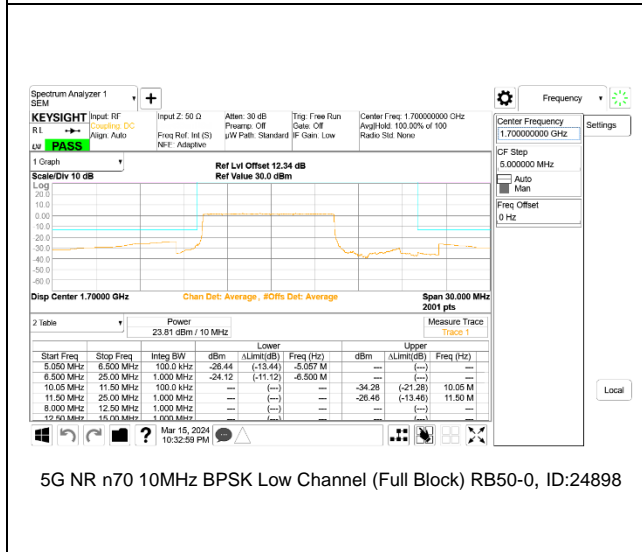 Spectrum Analyzer 1
SEM
Frequency
KEYSIGHT Input: RF Input Z: 50 Ω Atten: 30 dB Trig: Free Run Center Freq: 1.700000000 GHz
RL Coupling: DC Preamp: Off Gate: Off Avg|Hold: 100.00% of 100
Align: Auto Freq Ref: Int (S) µW Path: Standard IF Gain: Low Radio Std: None
PASS NFE: Adaptive
Center Frequency
1.700000000 GHz
Settings
CF Step
5.000000 MHz
Auto
Man
Freq Offset
0 Hz
Local
1 Graph
Ref Lvl Offset 12.34 dB
Scale/Div 10 dB Ref Value 30.0 dBm
Log
20.0
10.0
0.00
-10.0
-20.0
-30.0
-40.0
-50.0
-60.0
Disp Center 1.70000 GHz Chan Det: Average, #Offs Det: Average Span 30.000 MHz
2001 pts
2 Table Power Measure Trace
23.81 dBm / 10 MHz Trace 1
Lower Upper
Start Freq Stop Freq Integ BW dBm ΔLimit(dB) Freq (Hz) dBm ΔLimit(dB) Freq (Hz)
5.050 MHz 6.500 MHz 100.0 kHz -26.44 (-13.44) -5.057 M --- (---) ---
6.500 MHz 25.00 MHz 1.000 MHz -24.12 (-11.12) -6.500 M --- (---) ---
10.05 MHz 11.50 MHz 100.0 kHz --- (---) --- -34.28 (-21.28) 10.05 M
11.50 MHz 25.00 MHz 1.000 MHz --- (---) --- -26.46 (-13.46) 11.50 M
8.000 MHz 12.50 MHz 1.000 MHz --- (---) --- --- (---) ---
12.50 MHz 15.00 MHz 1.000 MHz --- (---) --- --- (---) ---
Mar 15, 2024
10:32:59 PM
5G NR n70 10MHz BPSK Low Channel (Full Block) RB50-0, ID:24898